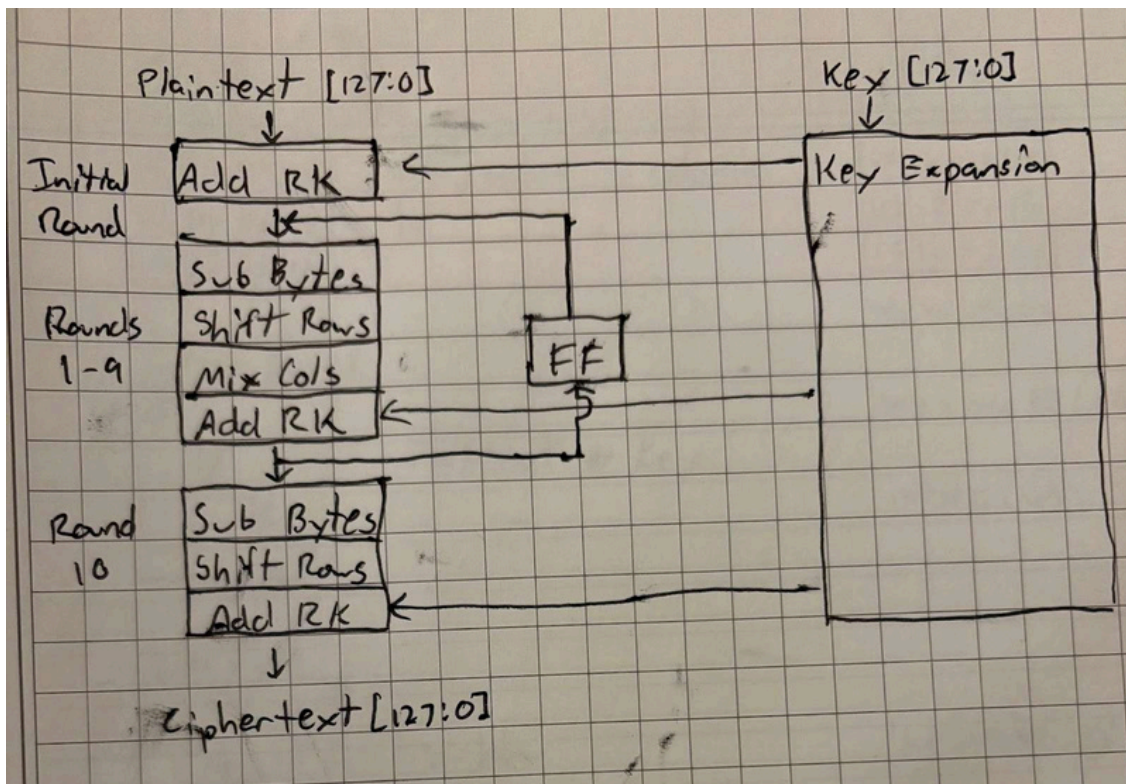 Plaintext [127:0]
Key [127:0]
Initial
Round
Add RK
Key Expansion
Rounds
1-9
Sub Bytes
Shift Rows
Mix Cols
Add RK
FF
Round
10
Sub Bytes
Shift Rows
Add RK
Ciphertext [127:0]